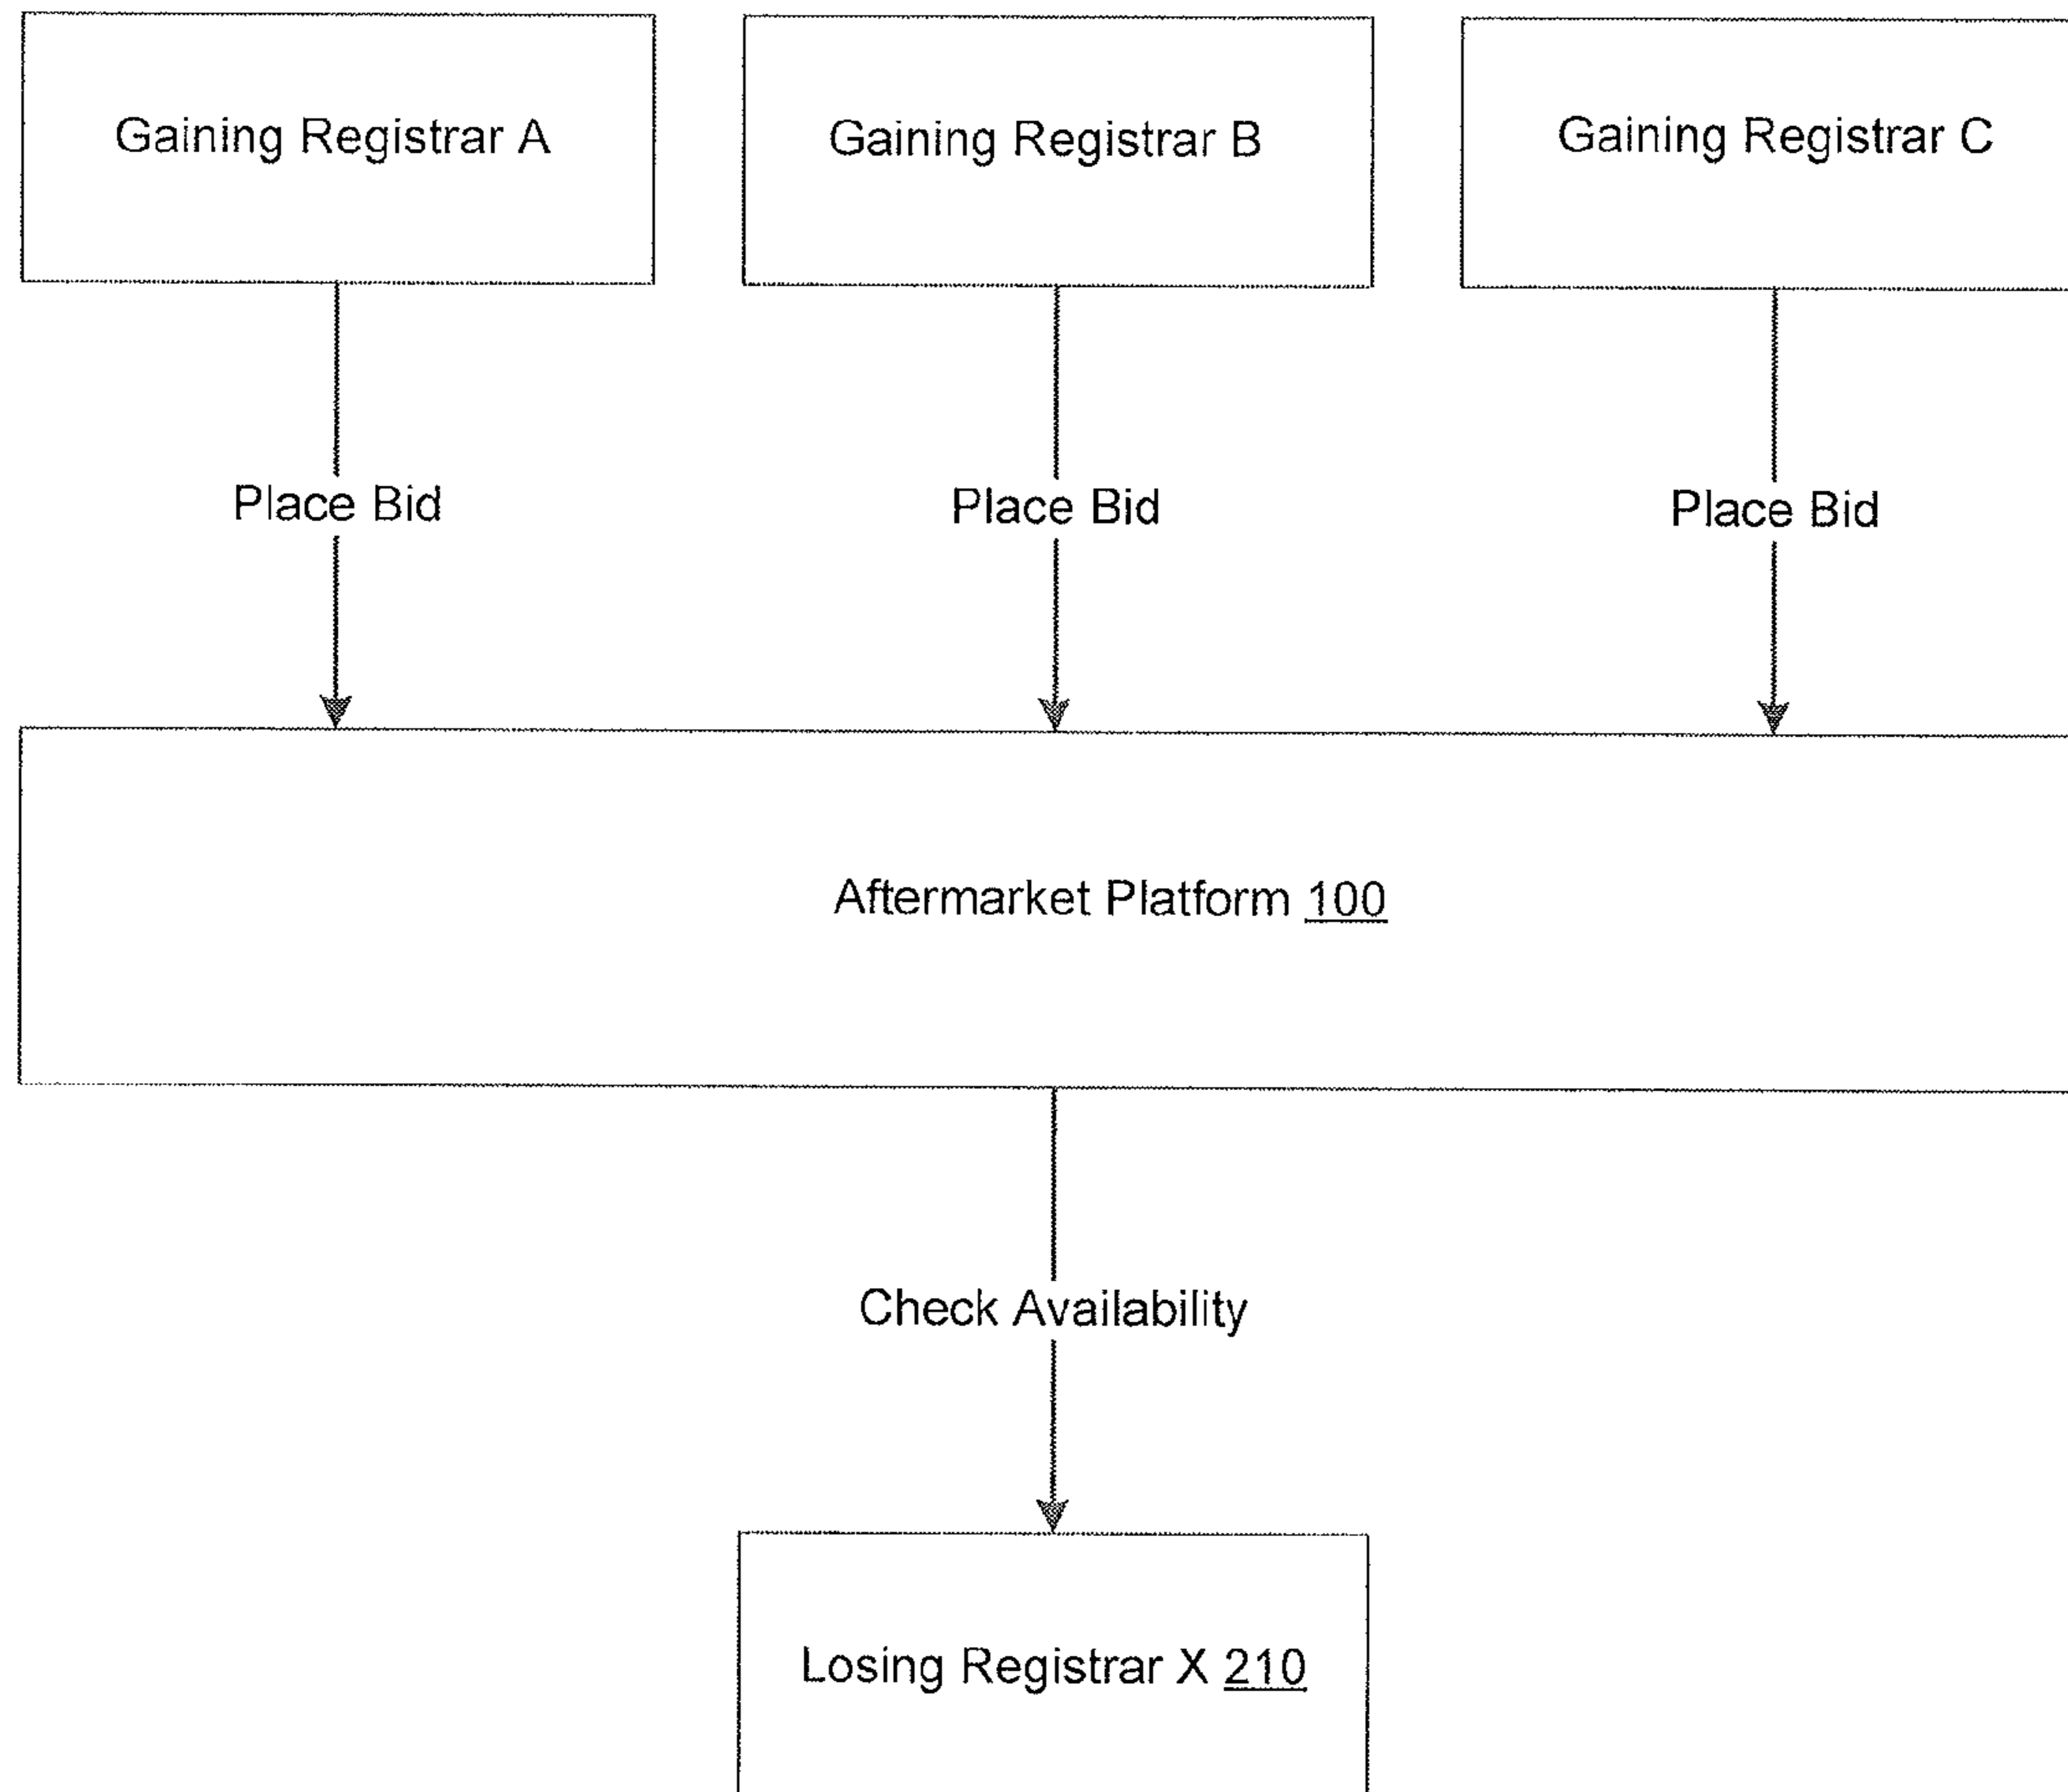 Gaining Registrar A
Gaining Registrar B
Gaining Registrar C
Place Bid
Place Bid
Place Bid
Aftermarket Platform 100
Check Availability
Losing Registrar X 210